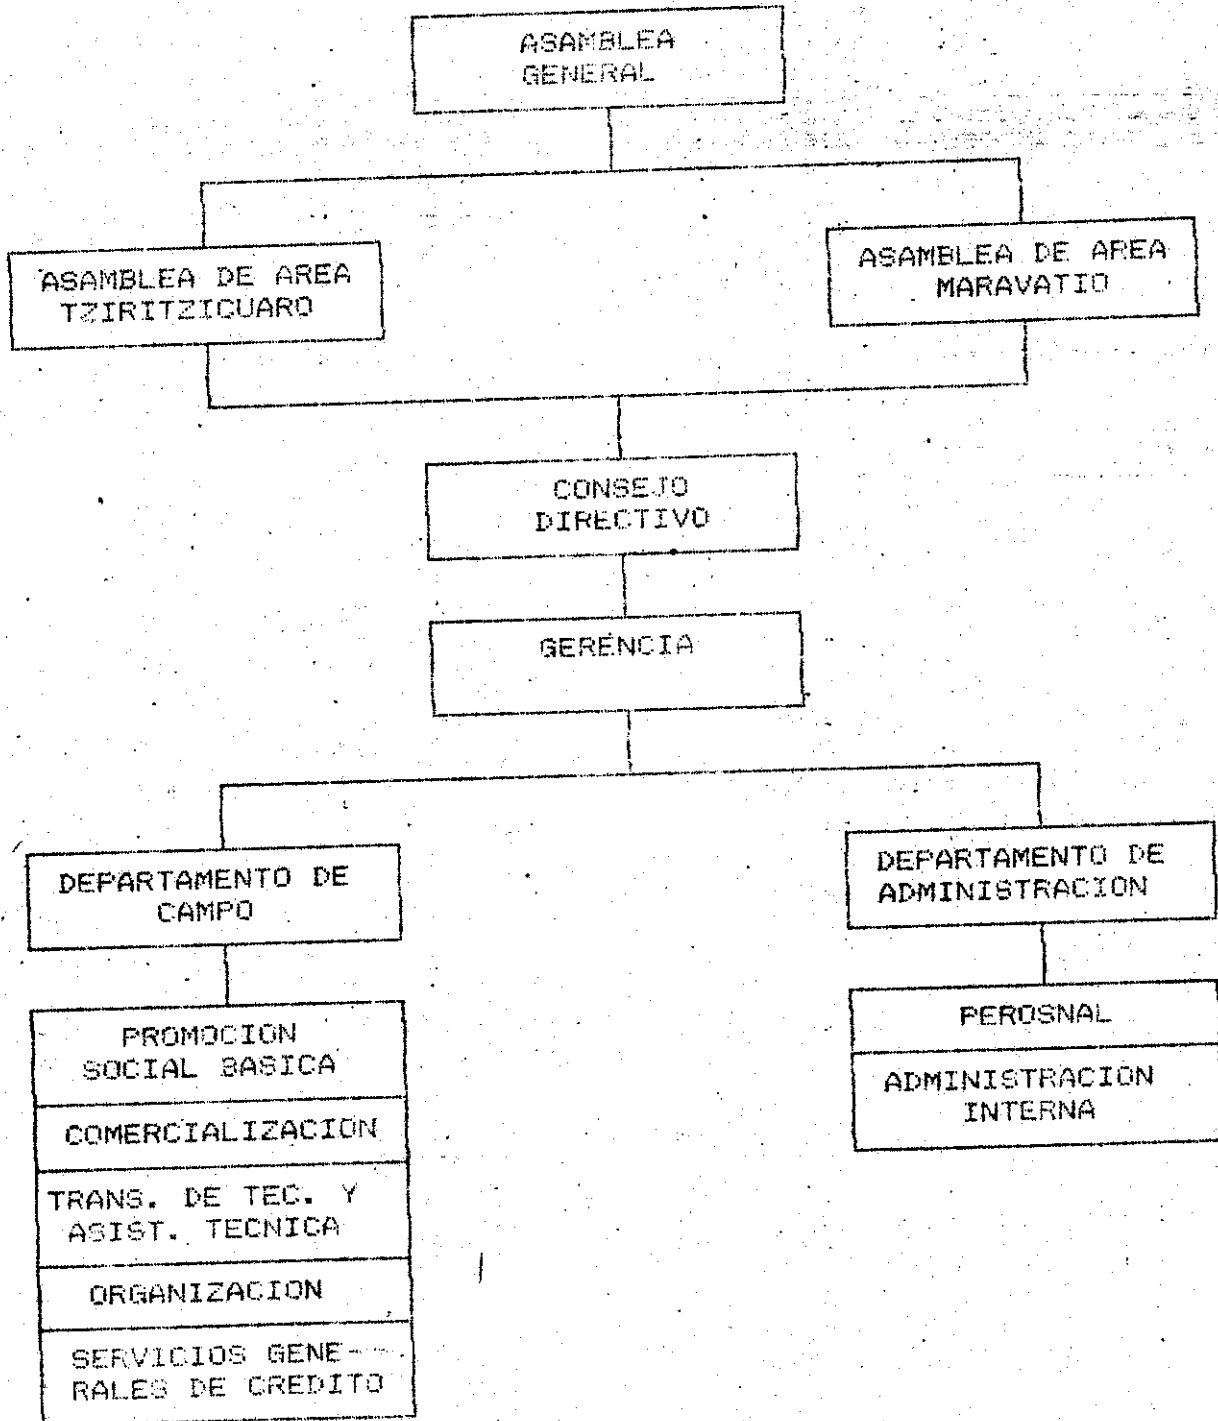 ASAMBLEA
GENERAL
ASAMBLEA DE AREA
TZIRITZICUARO
ASAMBLEA DE AREA
MARAVATIO
CONSEJO
DIRECTIVO
GERENCIA
DEPARTAMENTO DE
CAMPO
DEPARTAMENTO DE
ADMINISTRACION
PROMOCION
SOCIAL BASICA
COMERCIALIZACION
TRANS. DE TEC. Y
ASIST. TECNICA
ORGANIZACION
SERVICIOS GENE-
RALES DE CREDITO
PEROSNAL
ADMINISTRACION
INTERNA